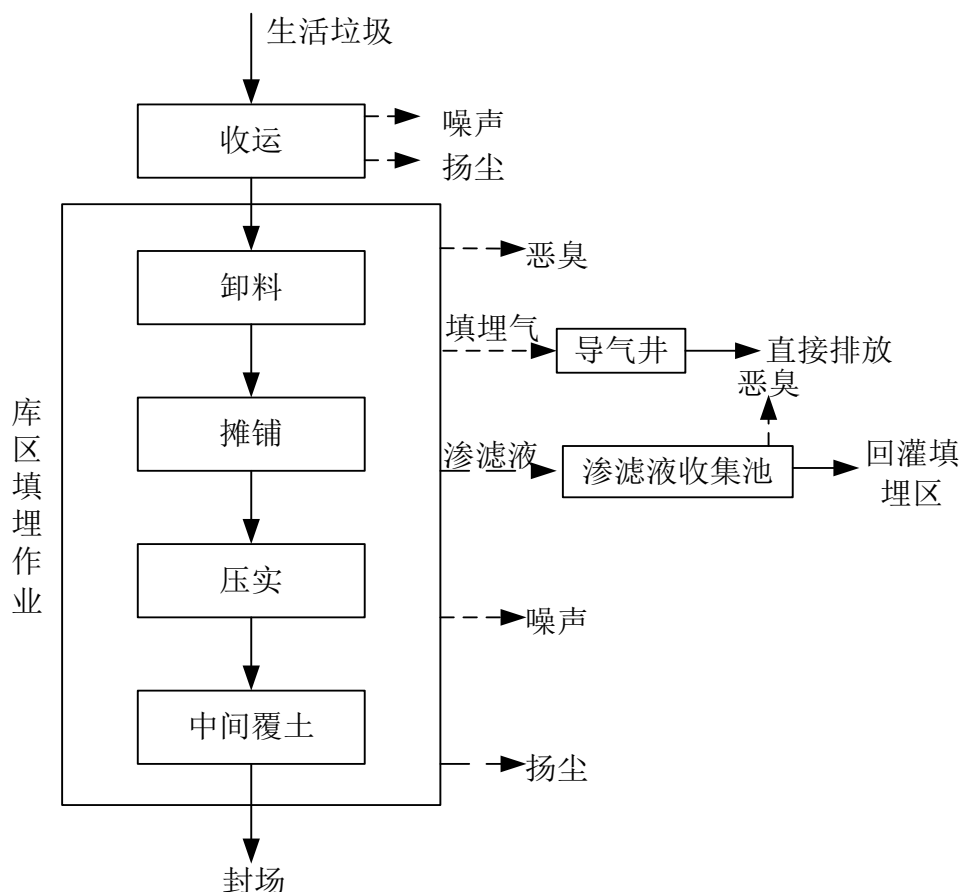 生活垃圾
收运
噪声
扬尘
卸料
恶臭
填埋气
导气井
直接排放
恶臭
摊铺
渗滤液
渗滤液收集池
回灌填
埋区
库
区
填
埋
作
业
压实
噪声
中间覆土
扬尘
封场